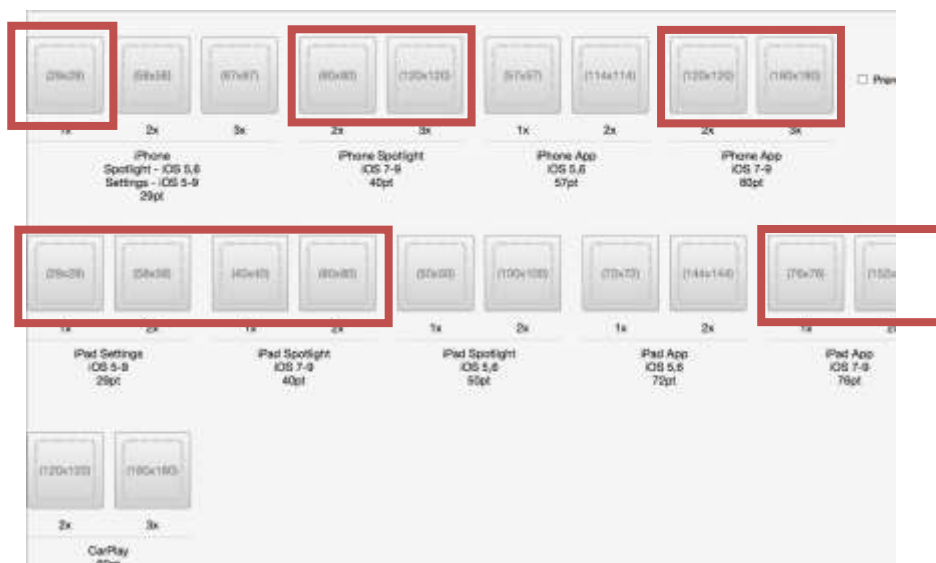 (29x29) (58x58) (87x87) (80x80) (120x120) (57x57) (114x114) (120x120) (180x180)
1x 2x 3x 2x 3x 1x 2x 2x 3x
iPhone
Spotlight - iOS 5,6
Settings - iOS 5-9
29pt
iPhone Spotlight
iOS 7-9
40pt
iPhone App
iOS 5,6
57pt
iPhone App
iOS 7-9
60pt
(29x29) (58x58) (40x40) (80x80) (50x50) (100x100) (72x72) (144x144) (76x76)
1x 2x 1x 2x 1x 2x 1x 2x 1x
iPad Settings
iOS 5-9
29pt
iPad Spotlight
iOS 7-9
40pt
iPad Spotlight
iOS 5,6
50pt
iPad App
iOS 5,6
72pt
iPad App
iOS 7-9
76pt
(120x120) (180x180)
2x 3x
CarPlay